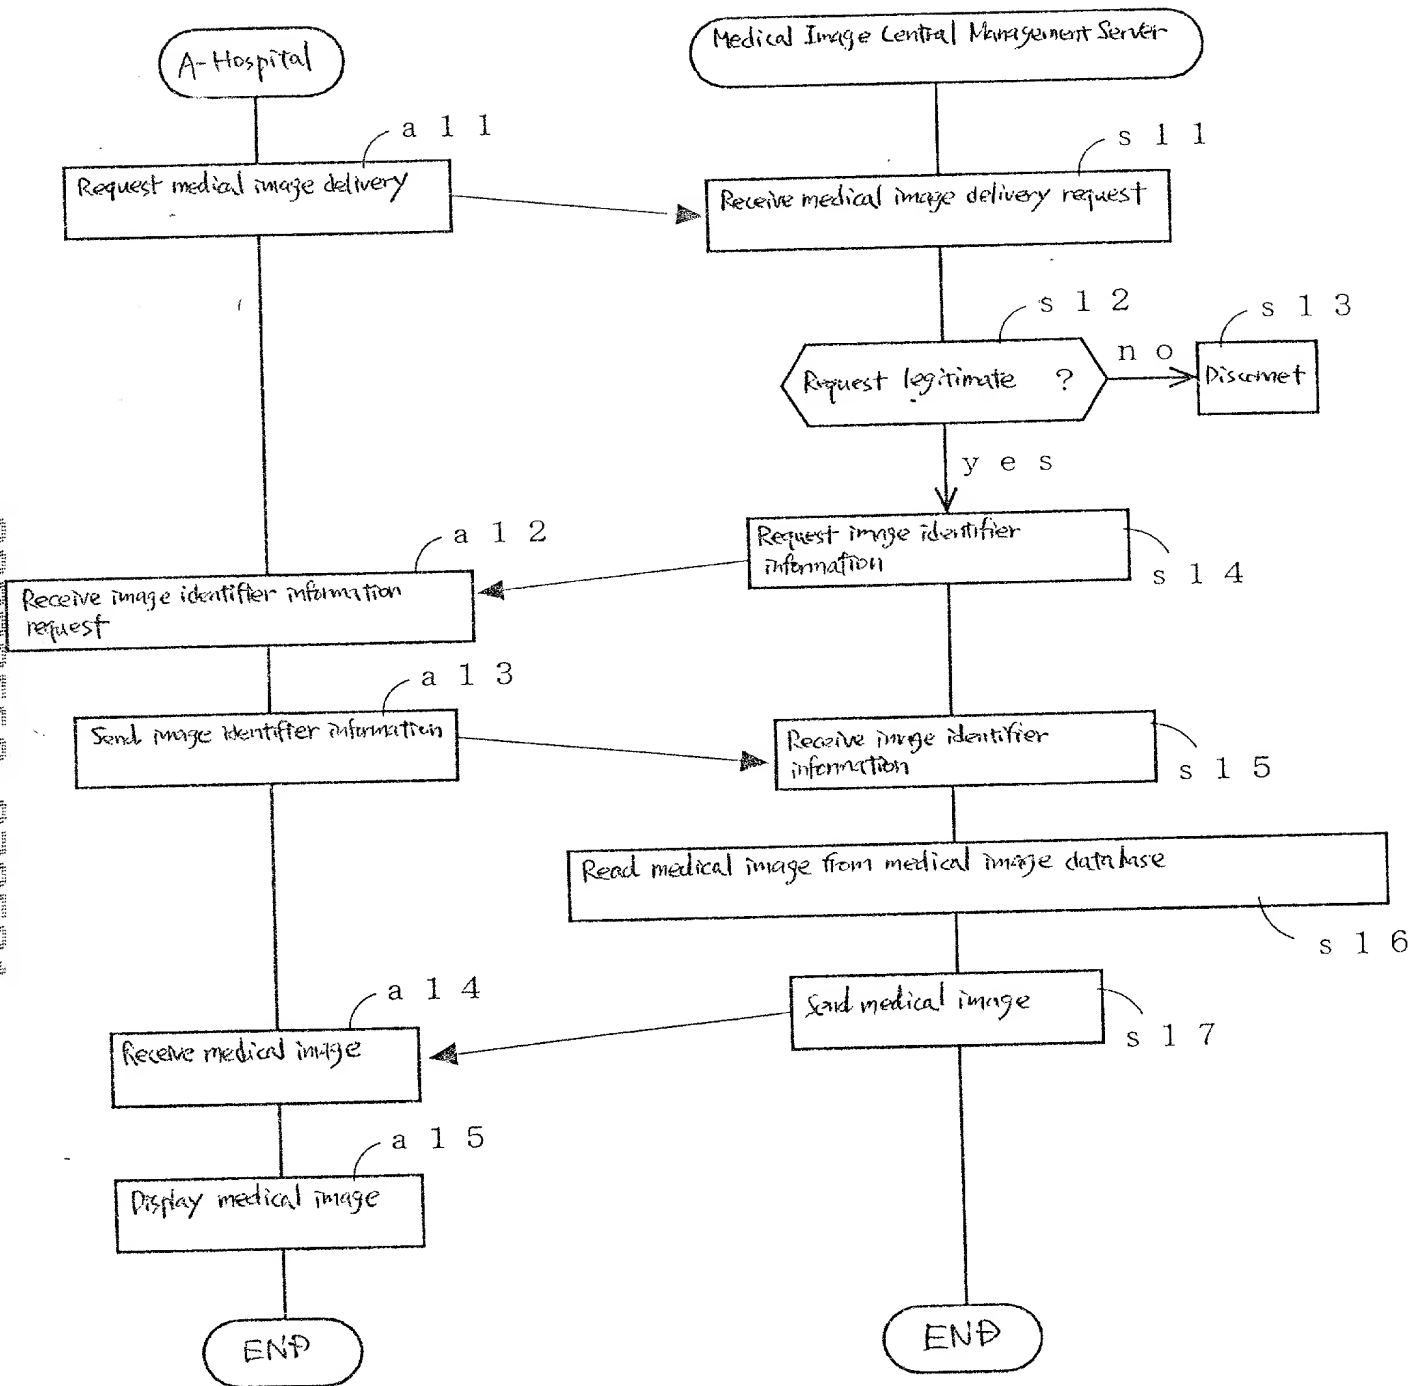 A-Hospital
Medical Image Central Management Server
a 1 1
s 1 1
Request medical image delivery
Receive medical image delivery request
s 1 2
s 1 3
n o
Request legitimate ?
Disconnet
y e s
a 1 2
Request image identifier
information
s 1 4
Receive image identifier information
request
a 1 3
Send image identifier information
Receive image identifier
information
s 1 5
Read medical image from medical image database
s 1 6
a 1 4
Send medical image
s 1 7
Receive medical image
a 1 5
Display medical image
END
END